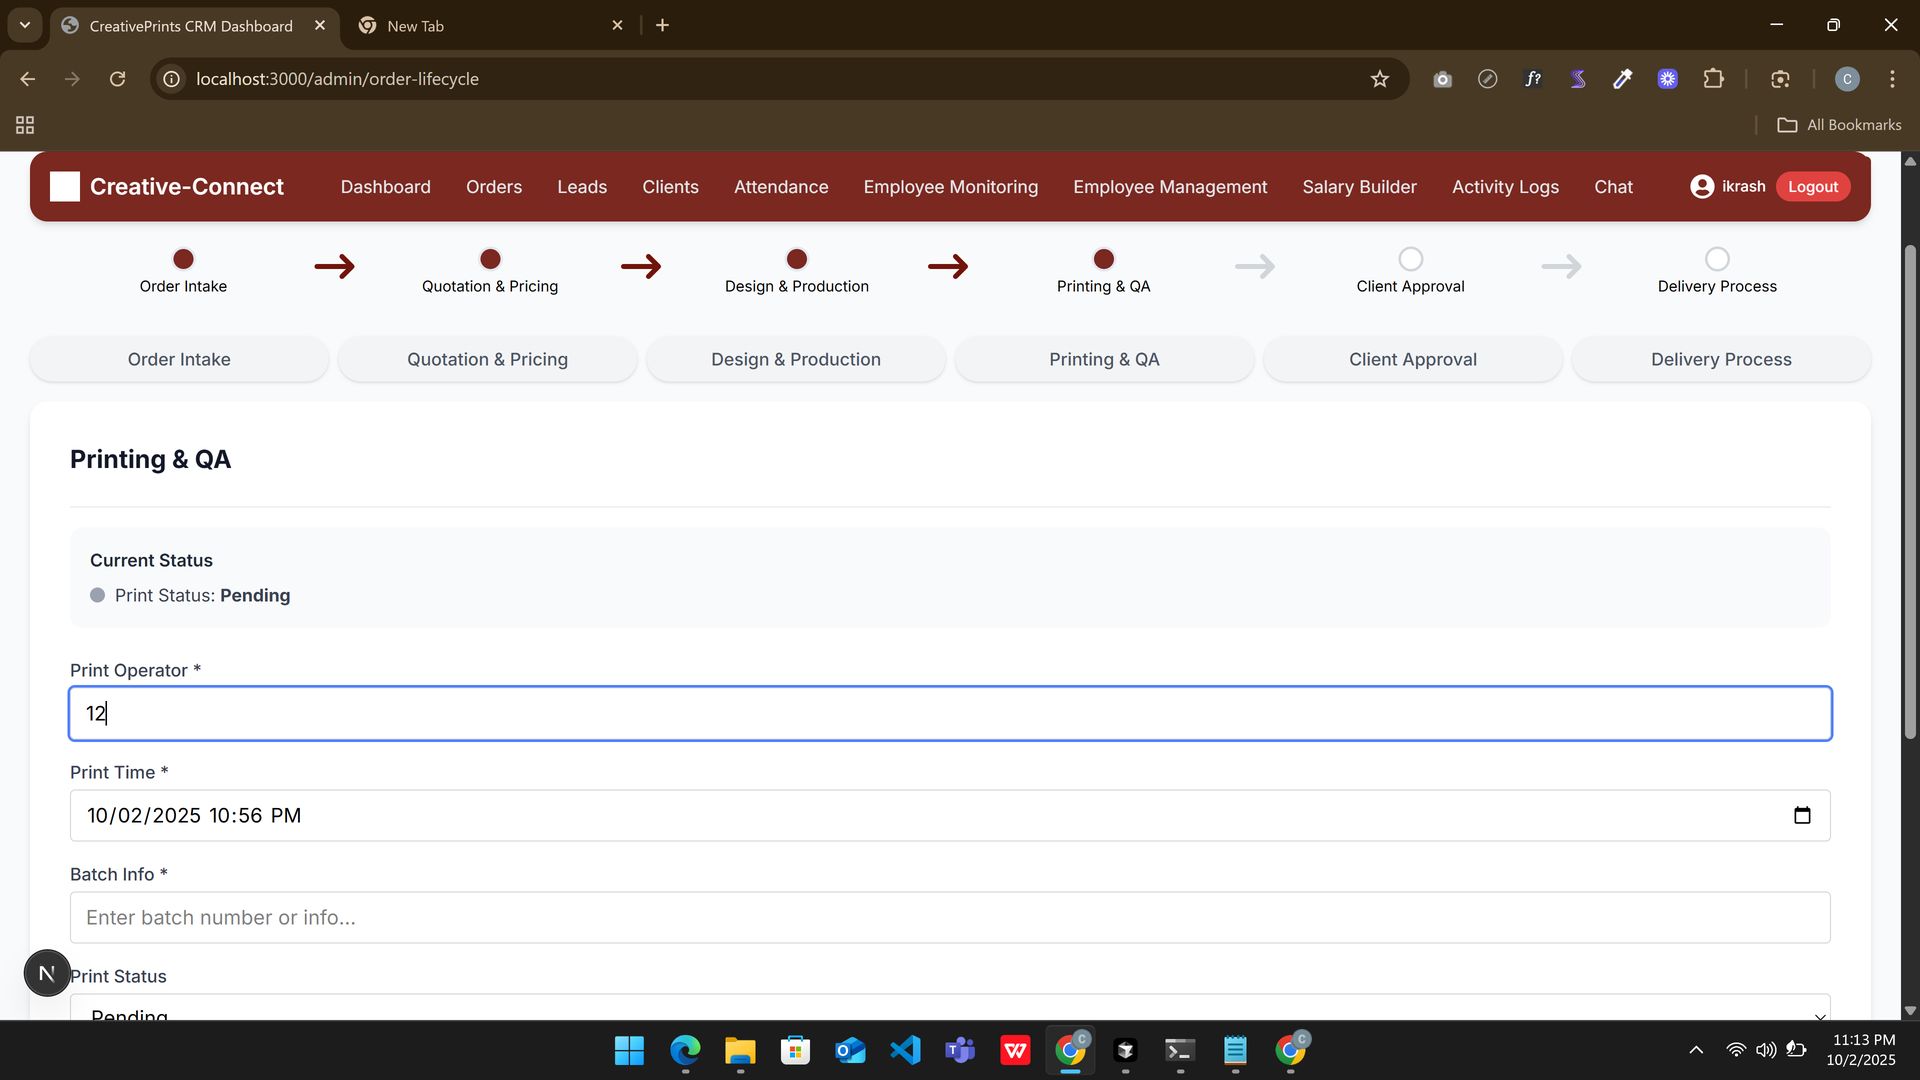 CreativePrints CRM Dashboard
New Tab
localhost:3000/admin/order-lifecycle
f?
C
All Bookmarks
Creative-Connect
Dashboard
Orders
Leads
Clients
Attendance
Employee Monitoring
Employee Management
Salary Builder
Activity Logs
Chat
ikrash
Logout
Order Intake
Quotation & Pricing
Design & Production
Printing & QA
Client Approval
Delivery Process
Order Intake
Quotation & Pricing
Design & Production
Printing & QA
Client Approval
Delivery Process
Printing & QA
Current Status
Print Status: Pending
Print Operator *
12
Print Time *
10/02/2025 10:56 PM
Batch Info *
Enter batch number or info...
N
Print Status
Pending
C
C
11:13 PM
10/2/2025